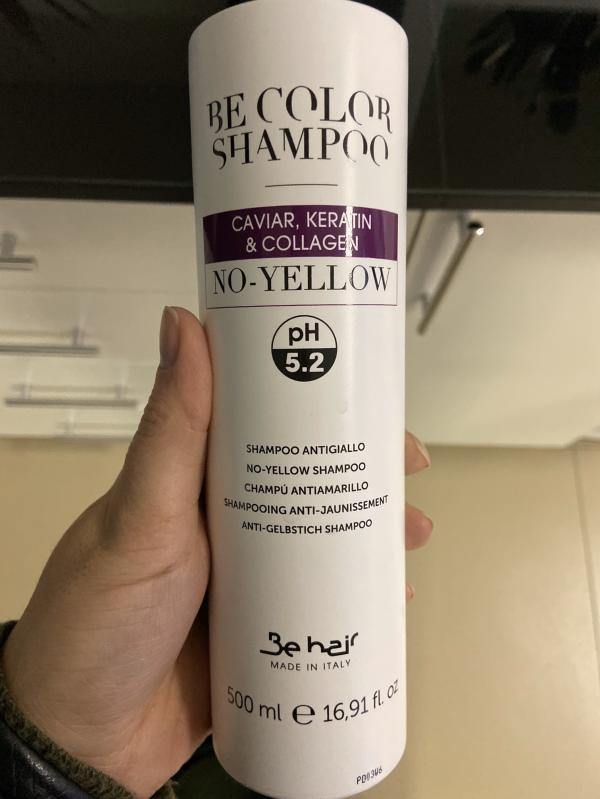 BE COLOR
SHAMPOO
CAVIAR, KERATIN
& COLLAGEN
NO-YELLOW
pH
5.2
SHAMPOO ANTIGIALLO
NO-YELLOW SHAMPOO
CHAMPÚ ANTIAMARILLO
SHAMPOOING ANTI-JAUNISSEMENT
ANTI-GELBSTICH SHAMPOO
Be hair
MADE IN ITALY
500 ml ℮ 16,91 fl. oz